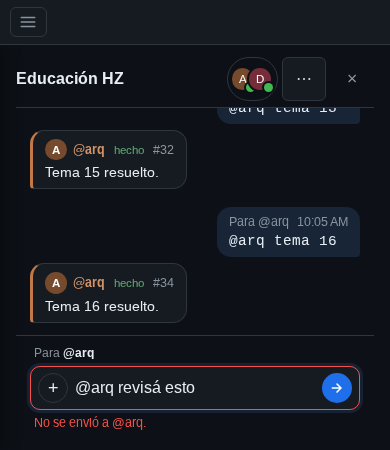 Educación HZ
A D
@arq tema 15
A @arq hecho #32
Tema 15 resuelto.
Para @arq 10:05 AM
@arq tema 16
A @arq hecho #34
Tema 16 resuelto.
Para @arq
@arq revisá esto
No se envió a @arq.